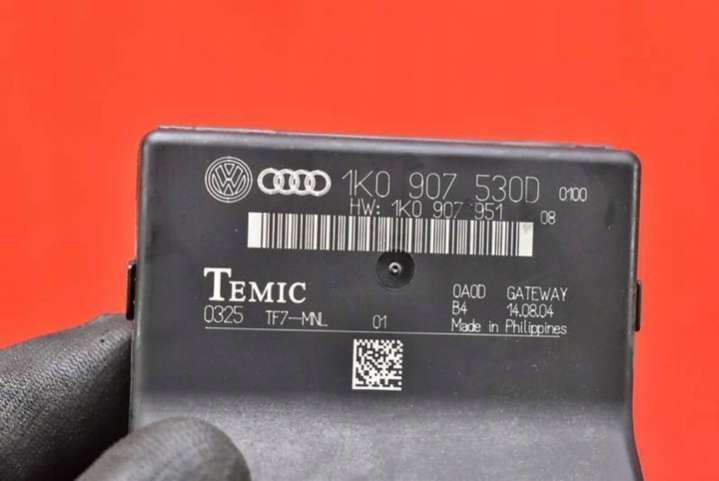 1K0 907 530D 0100
HW: 1K0 907 951 08
TEMIC
0A0D GATEWAY
B4 14.08.04
0325 TF7-MNL 01
Made in Philippines